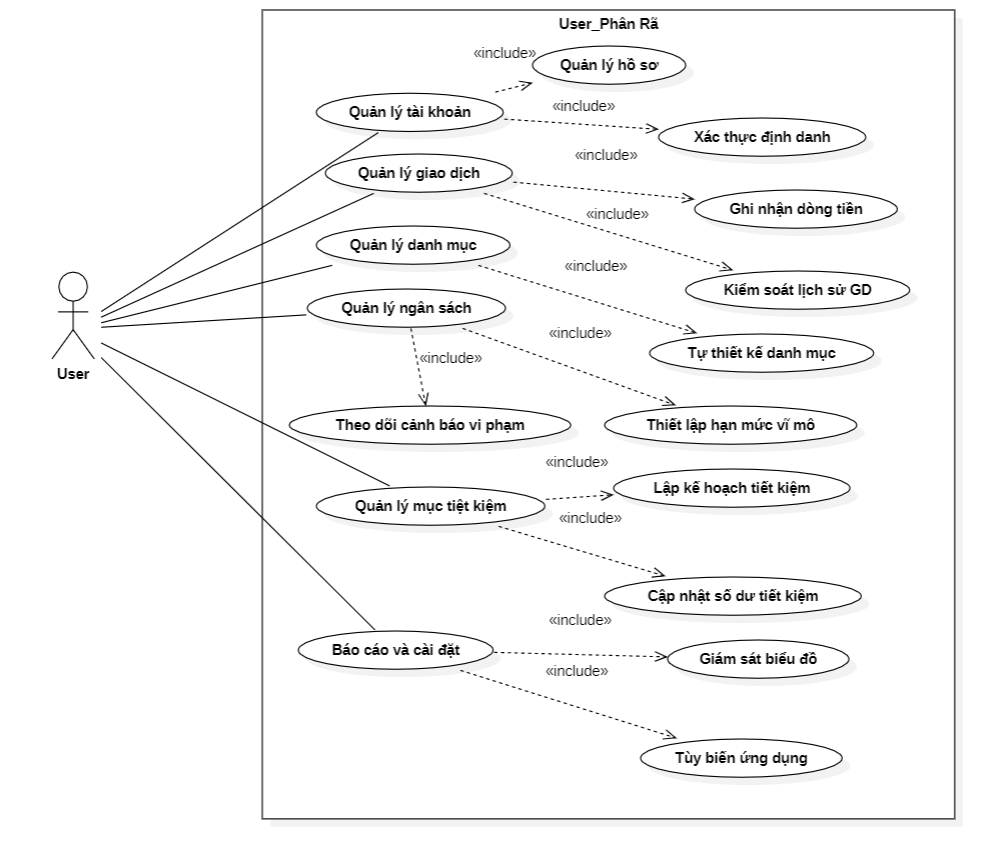 User_Phân Rã
«include»
Quản lý hồ sơ
Quản lý tài khoản
«include»
Xác thực định danh
«include»
Quản lý giao dịch
Ghi nhận dòng tiền
«include»
Quản lý danh mục
«include»
Kiểm soát lịch sử GD
Quản lý ngân sách
«include»
Tự thiết kế danh mục
«include»
User
Theo dõi cảnh báo vi phạm
Thiết lập hạn mức vĩ mô
«include»
Lập kế hoạch tiết kiệm
Quản lý mục tiệt kiệm
«include»
Cập nhật số dư tiết kiệm
«include»
Báo cáo và cài đặt
Giám sát biểu đồ
«include»
Tùy biến ứng dụng